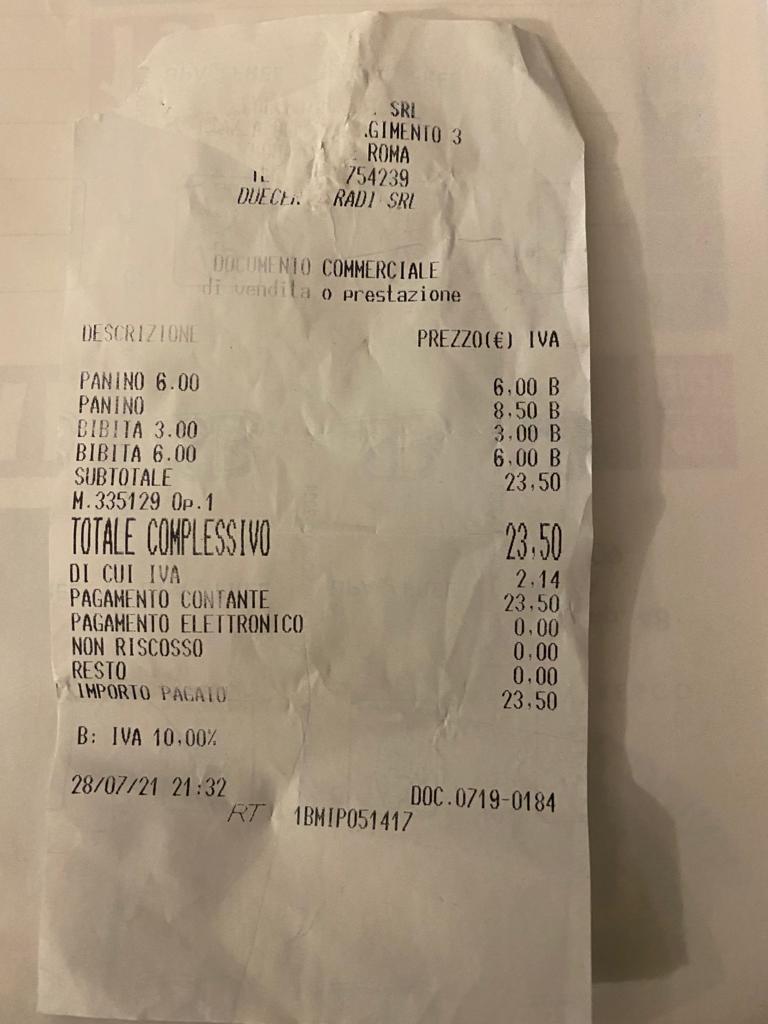 . SRL
.GIMENTO 3
ROMA
754239
RADI SRL
DOCUMENTO COMMERCIALE
di vendita o prestazione
DESCRIZIONE PREZZO(€) IVA
PANINO 6.00 6,00 B
PANINO 8,50 B
BIBITA 3.00 3,00 B
BIBITA 6.00 6,00 B
SUBTOTALE 23,50
M.335129 Op.1
TOTALE COMPLESSIVO 23,50
DI CUI IVA 2,14
PAGAMENTO CONTANTE 23,50
PAGAMENTO ELETTRONICO 0,00
NON RISCOSSO 0,00
RESTO 0,00
IMPORTO PAGATO 23,50
B: IVA 10,00%
28/07/21 21:32 DOC.0719-0184
RT 1BMIP051417